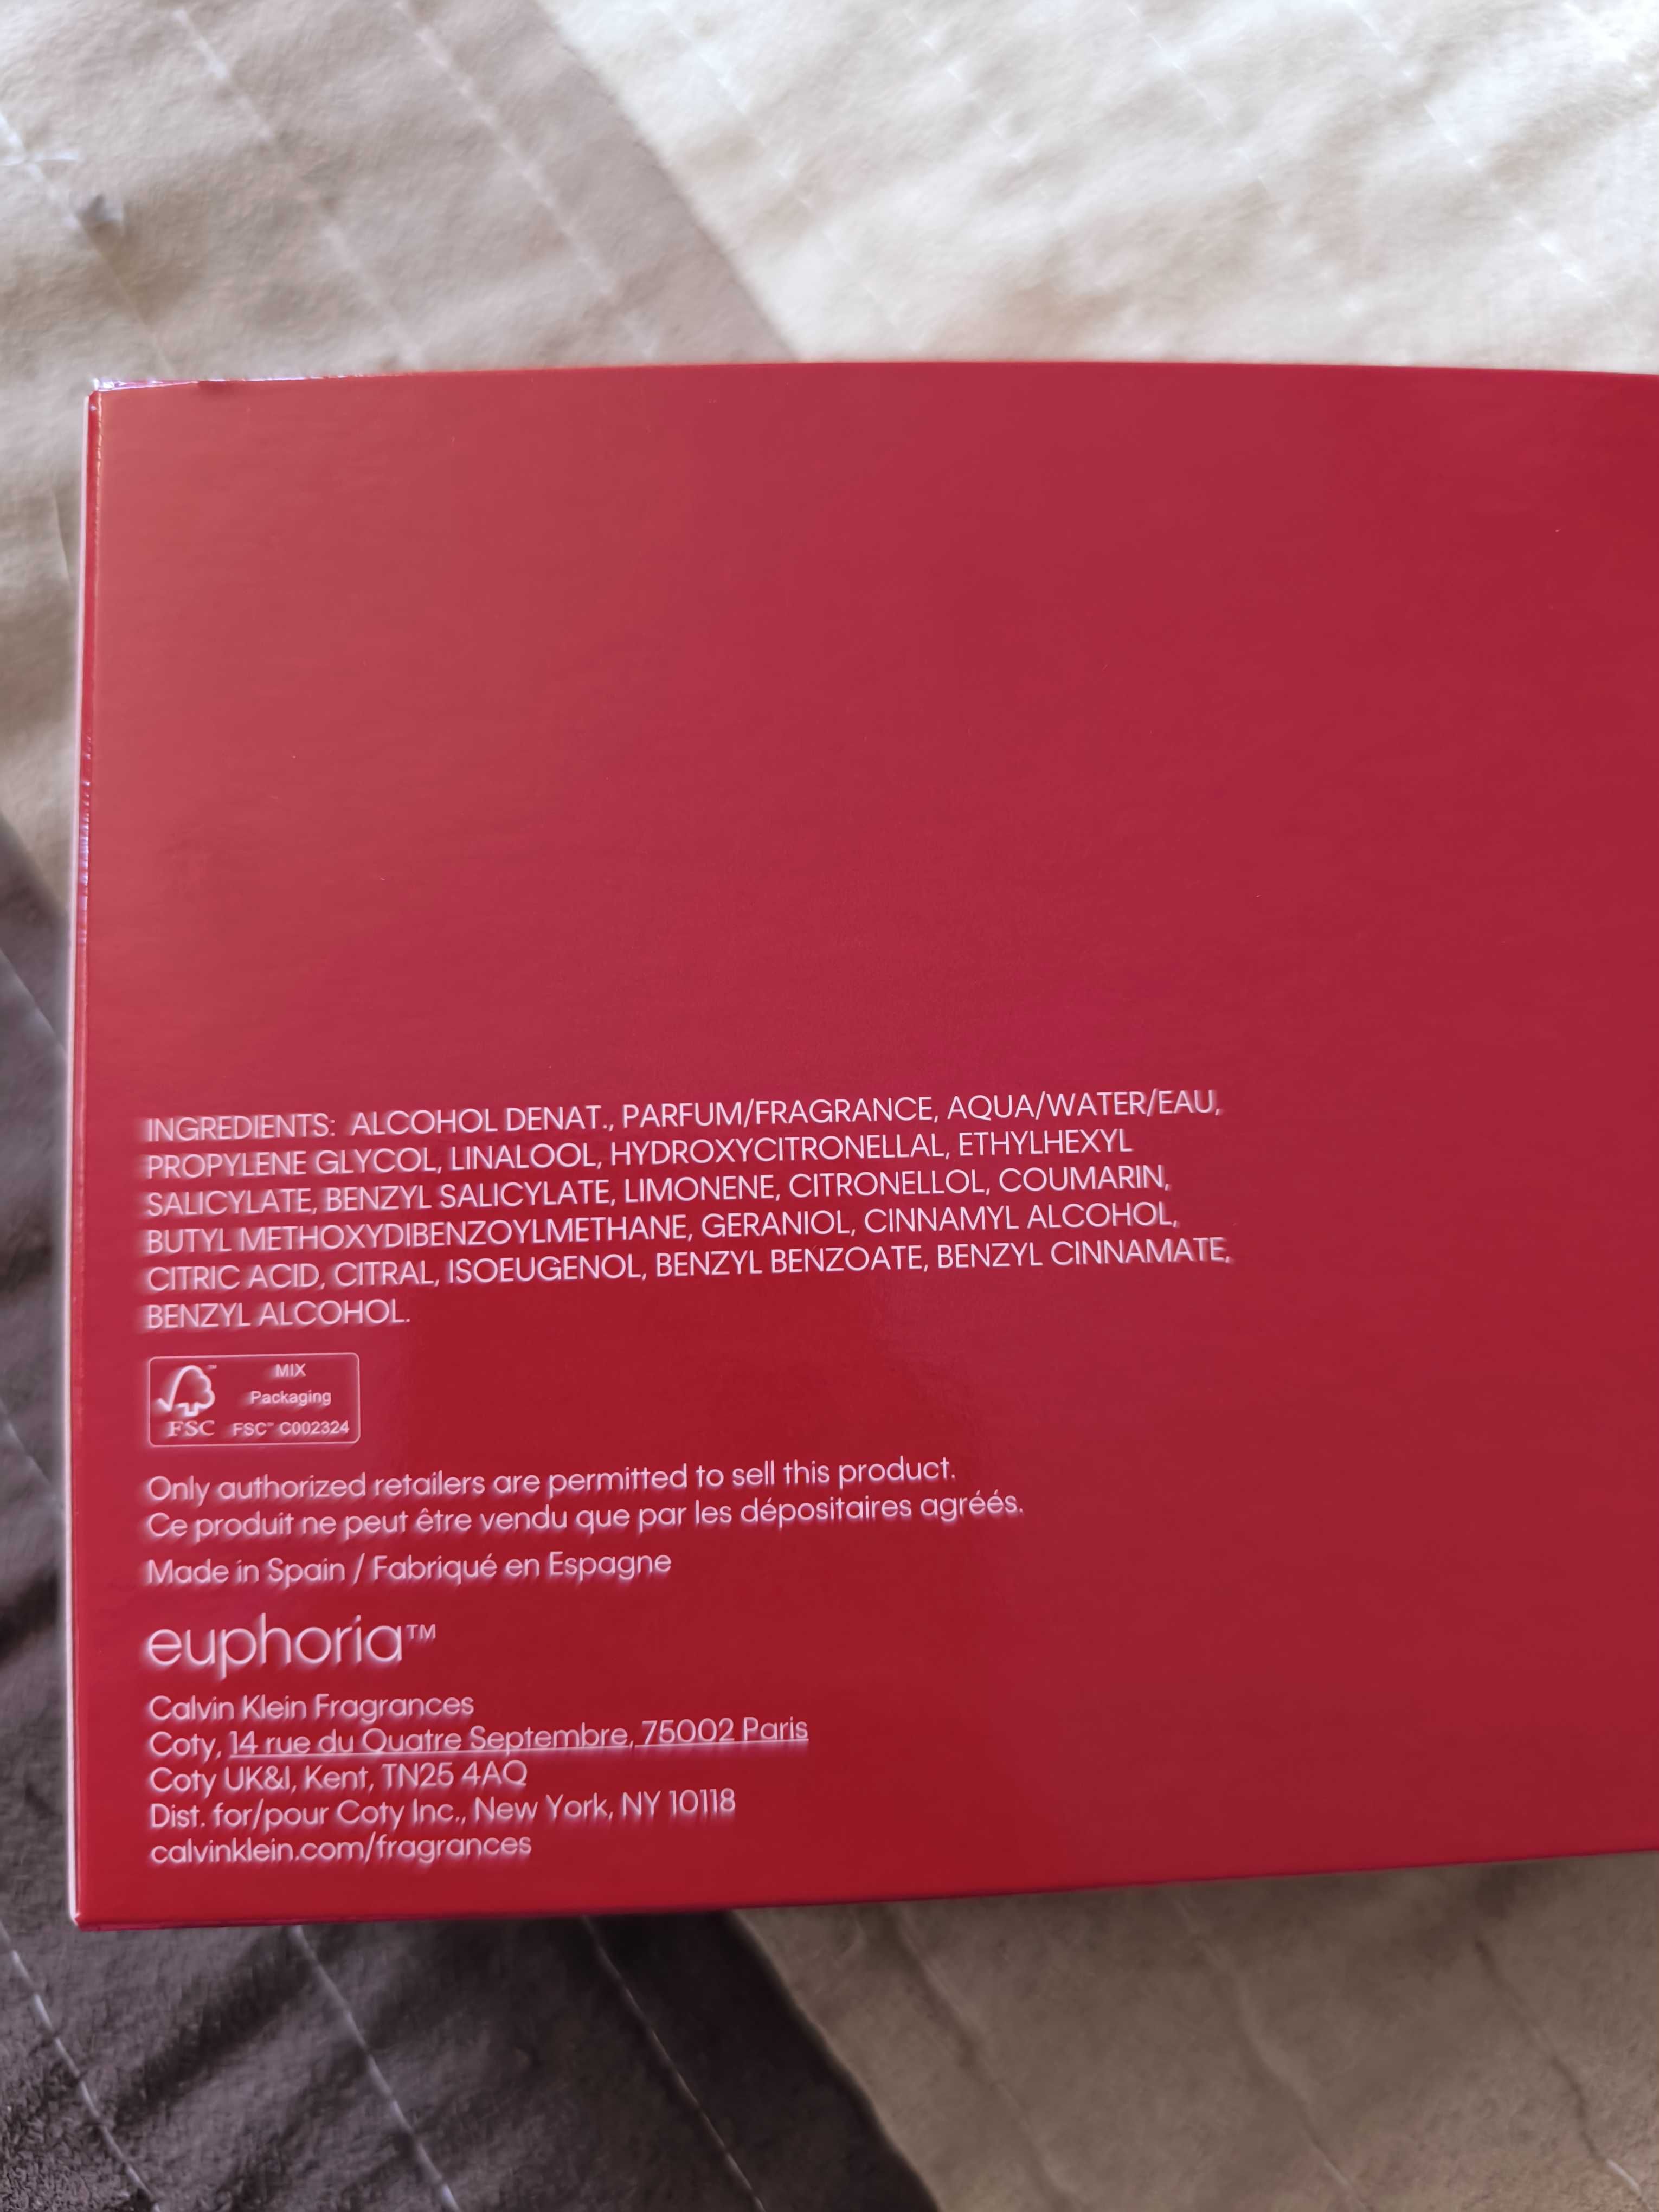 INGREDIENTS: ALCOHOL DENAT., PARFUM/FRAGRANCE, AQUA/WATER/EAU,
PROPYLENE GLYCOL, LINALOOL, HYDROXYCITRONELLAL, ETHYLHEXYL
SALICYLATE, BENZYL SALICYLATE, LIMONENE, CITRONELLOL, COUMARIN,
BUTYL METHOXYDIBENZOYLMETHANE, GERANIOL, CINNAMYL ALCOHOL,
CITRIC ACID, CITRAL, ISOEUGENOL, BENZYL BENZOATE, BENZYL CINNAMATE,
BENZYL ALCOHOL.
MIX
Packaging
FSC FSC™ C002324
Only authorized retailers are permitted to sell this product.
Ce produit ne peut être vendu que par les dépositaires agréés.
Made in Spain / Fabriqué en Espagne
euphoria™
Calvin Klein Fragrances
Coty, 14 rue du Quatre Septembre, 75002 Paris
Coty UK&I, Kent, TN25 4AQ
Dist. for/pour Coty Inc., New York, NY 10118
calvinklein.com/fragrances